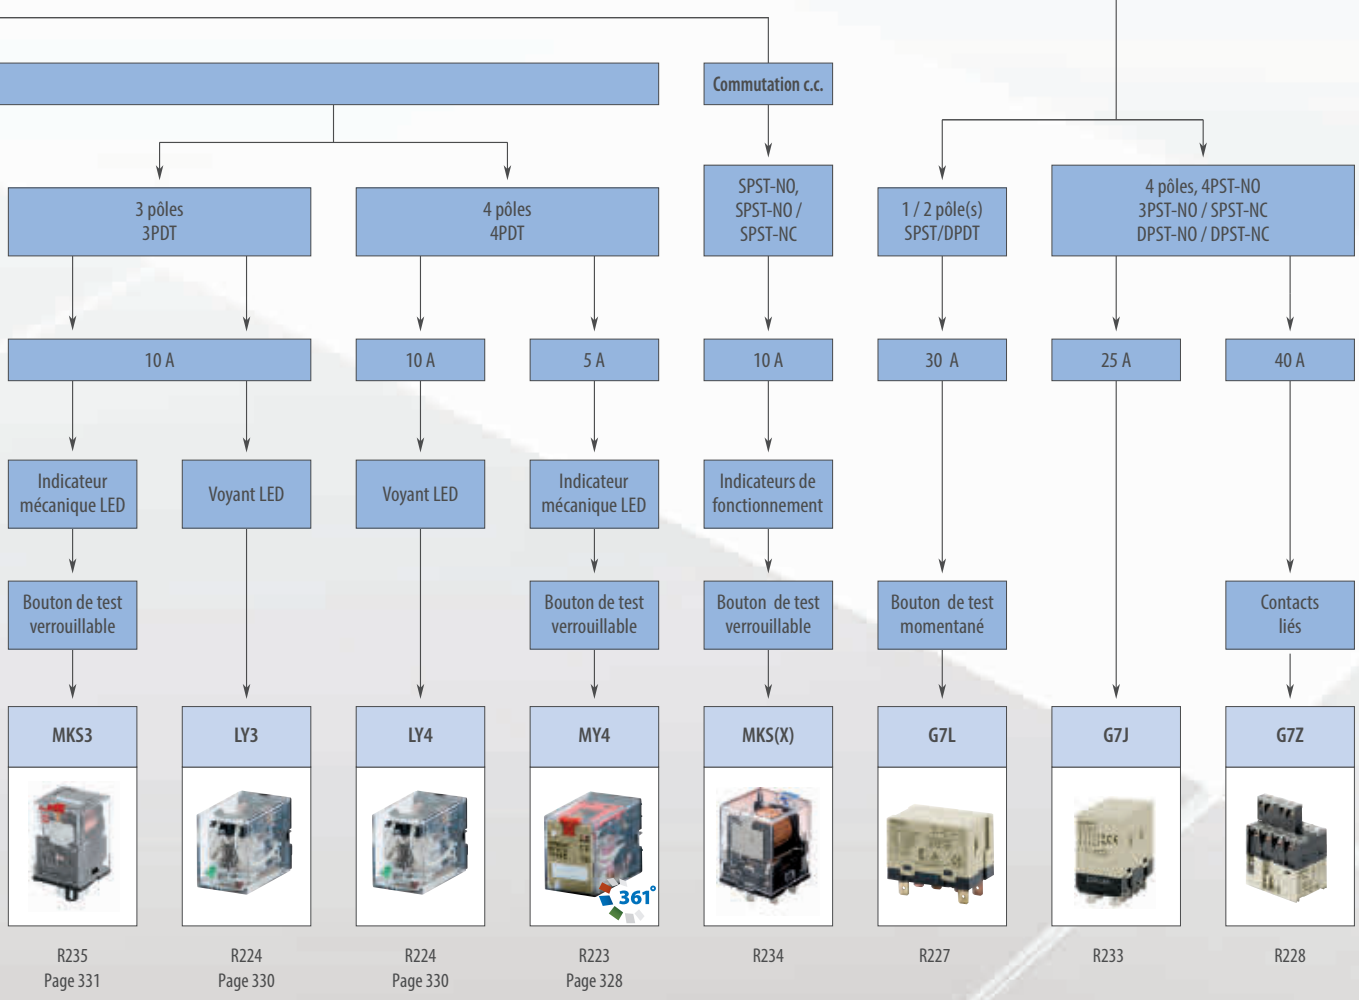 Commutation c.c.
3 pôles
3PDT
4 pôles
4PDT
SPST-NO,
SPST-NO /
SPST-NC
1 / 2 pôle(s)
SPST/DPDT
4 pôles, 4PST-NO
3PST-NO / SPST-NC
DPST-NO / DPST-NC
10 A
10 A
5 A
10 A
30 A
25 A
40 A
Indicateur
mécanique LED
Voyant LED
Voyant LED
Indicateur
mécanique LED
Indicateurs de
fonctionnement
Bouton de test
verrouillable
Bouton de test
verrouillable
Bouton de test
verrouillable
Bouton de test
momentané
Contacts
liés
MKS3
LY3
LY4
MY4
MKS(X)
G7L
G7J
G7Z
361°
R235
Page 331
R224
Page 330
R224
Page 330
R223
Page 328
R234
R227
R233
R228